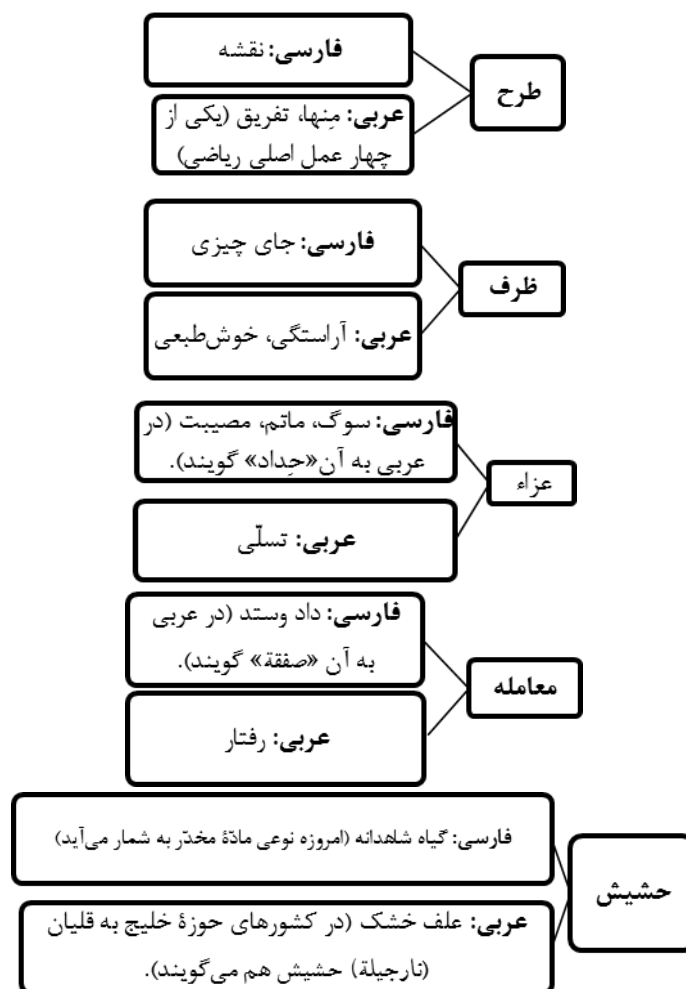 طرح
فارسی: نقشه
عربی: مِنها، تفریق (یکی از
چهار عمل اصلی ریاضی)
ظرف
فارسی: جای چیزی
عربی: آراستگی، خوش‌طبعی
عزاء
فارسی: سوگ، ماتم، مصیبت (در
عربی به آن «حِداد» گویند).
عربی: تسلّی
معامله
فارسی: داد وستد (در عربی
به آن «صفقة» گویند).
عربی: رفتار
حشیش
فارسی: گیاه شاهدانه (امروزه نوعی مادّۀ مخدّر به شمار می‌آید)
عربی: علف خشک (در کشورهای حوزۀ خلیج به قلیان
(نارجیلة) حشیش هم می‌گویند).